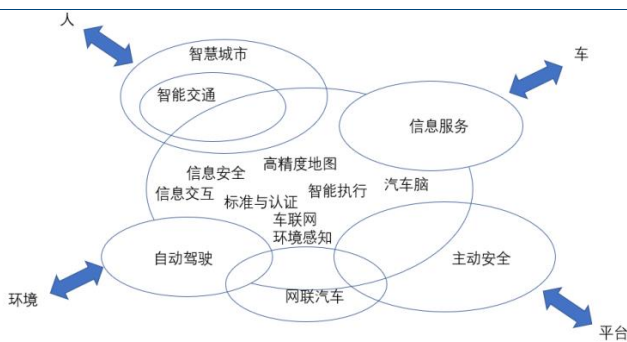 人
车
智慧城市
智能交通
信息服务
高精度地图
信息安全
信息交互
智能执行
汽车脑
标准与认证
车联网
环境感知
自动驾驶
主动安全
网联汽车
环境
平台